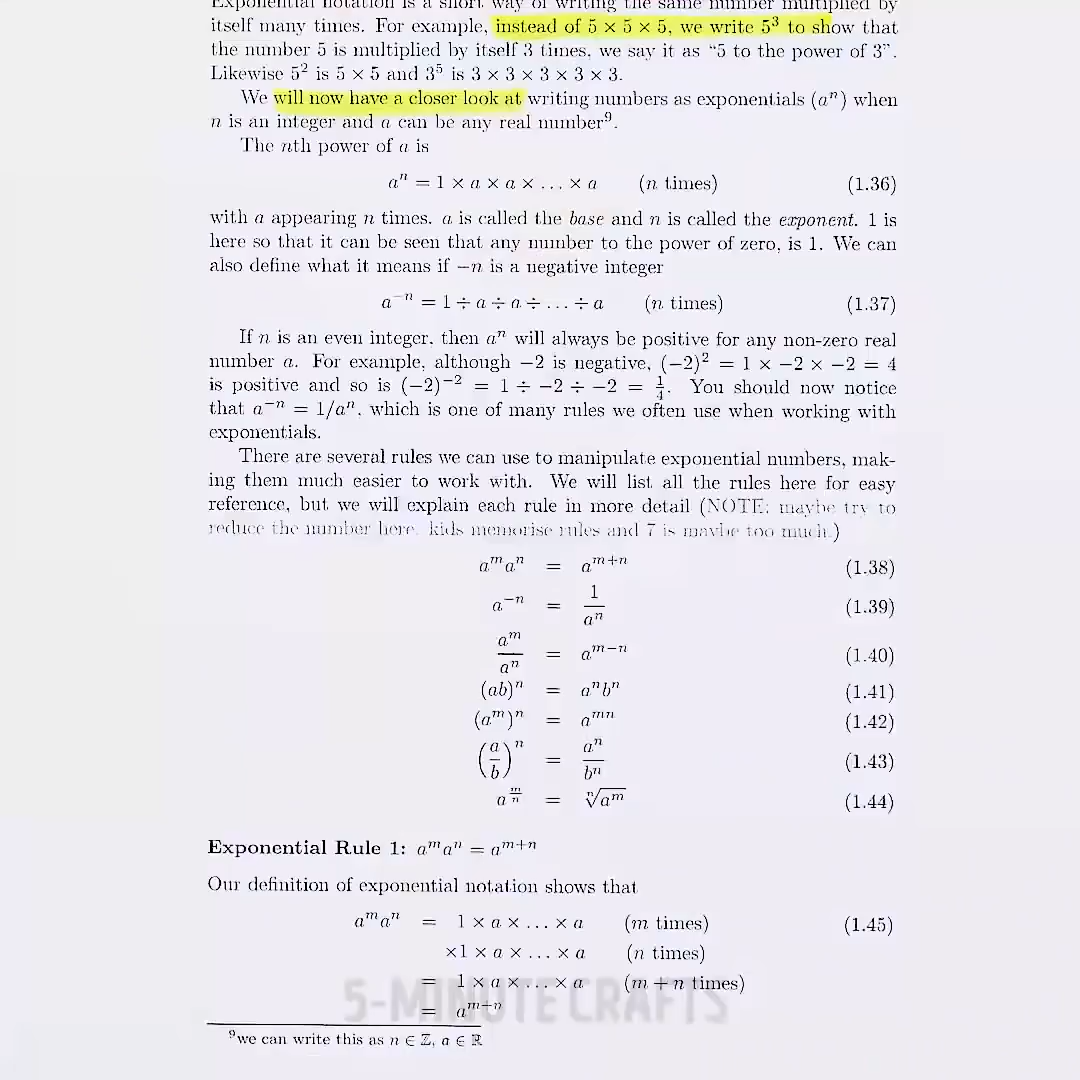 Exponential notation is a short way of writing the same number multiplied by
itself many times. For example, instead of 5 × 5 × 5, we write 5³ to show that
the number 5 is multiplied by itself 3 times, we say it as “5 to the power of 3”.
Likewise 5² is 5 × 5 and 3⁵ is 3 × 3 × 3 × 3 × 3.
We will now have a closer look at writing numbers as exponentials (aⁿ) when
n is an integer and a can be any real number⁹.
The nth power of a is
aⁿ = 1 × a × a × … × a (n times) (1.36)
with a appearing n times. a is called the base and n is called the exponent. 1 is
here so that it can be seen that any number to the power of zero, is 1. We can
also define what it means if −n is a negative integer
a⁻ⁿ = 1 ÷ a ÷ a ÷ … ÷ a (n times) (1.37)
If n is an even integer, then aⁿ will always be positive for any non-zero real
number a. For example, although −2 is negative, (−2)² = 1 × −2 × −2 = 4
is positive and so is (−2)⁻² = 1 ÷ −2 ÷ −2 = 1/4. You should now notice
that a⁻ⁿ = 1/aⁿ, which is one of many rules we often use when working with
exponentials.
There are several rules we can use to manipulate exponential numbers, mak-
ing them much easier to work with. We will list all the rules here for easy
reference, but we will explain each rule in more detail (NOTE: maybe try to
reduce the number here. kids memorise rules and 7 is maybe too much.)
aᵐaⁿ = aᵐ⁺ⁿ (1.38)
a⁻ⁿ = 1/aⁿ (1.39)
aᵐ/aⁿ = aᵐ⁻ⁿ (1.40)
(ab)ⁿ = aⁿbⁿ (1.41)
(aᵐ)ⁿ = aᵐⁿ (1.42)
(a/b)ⁿ = aⁿ/bⁿ (1.43)
a^(m/n) = ⁿ√aᵐ (1.44)
Exponential Rule 1: aᵐaⁿ = aᵐ⁺ⁿ
Our definition of exponential notation shows that
aᵐaⁿ = 1 × a × … × a (m times) (1.45)
×1 × a × … × a (n times)
= 1 × a × … × a (m + n times)
= aᵐ⁺ⁿ
5-MINUTE CRAFTS
⁹we can write this as n ∈ ℤ, a ∈ ℝ